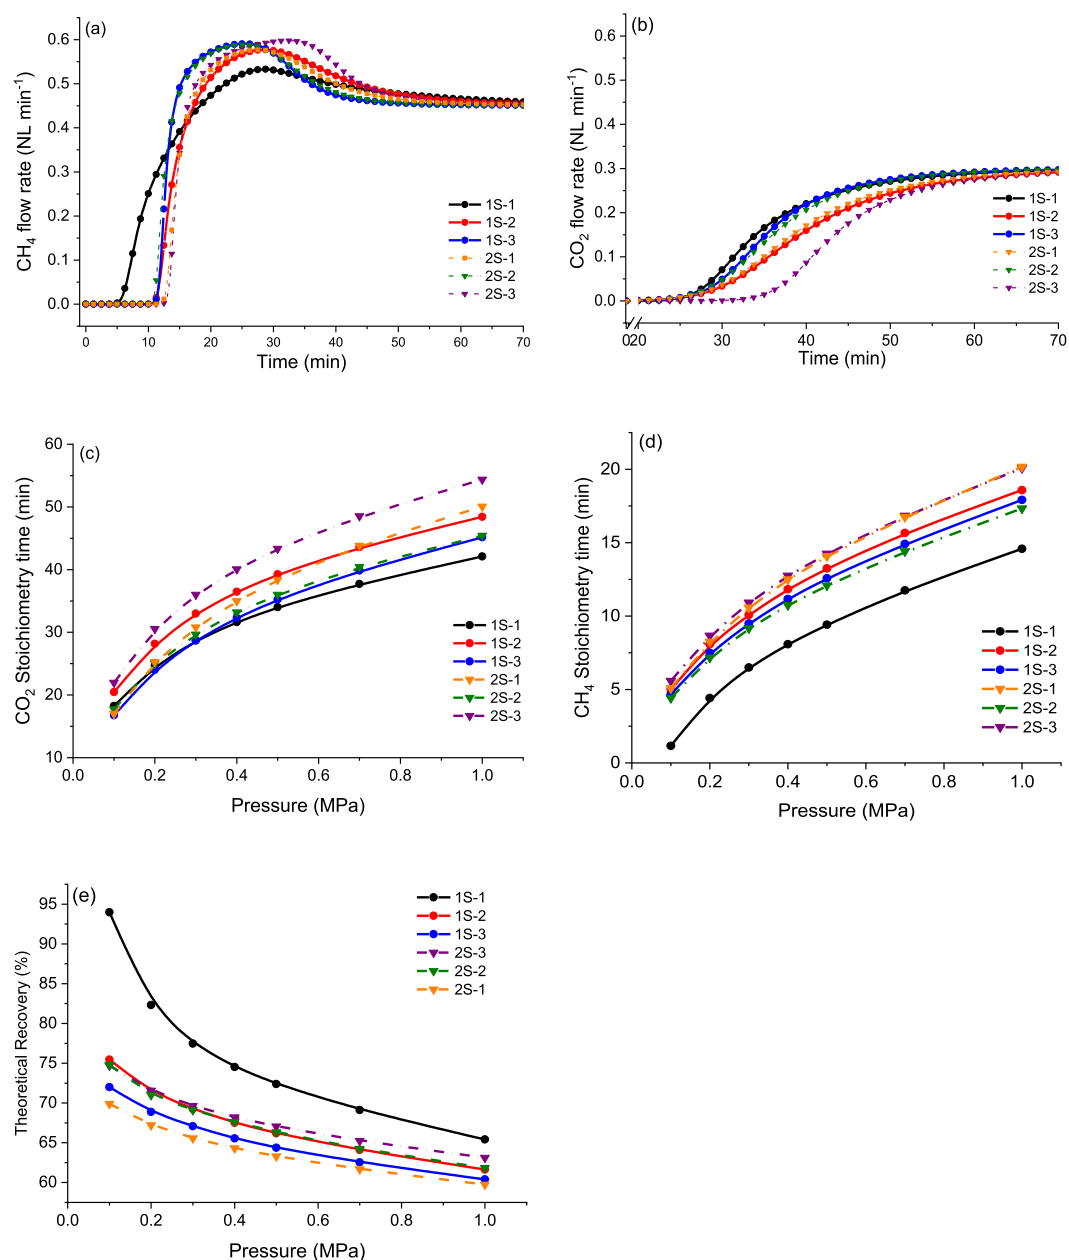 (a)
CH4 flow rate (NL min-1)
0.6
0.5
0.4
0.3
0.2
0.1
0.0
1S-1
1S-2
1S-3
2S-1
2S-2
2S-3
0 10 20 30 40 50 60 70
Time (min)
(b)
CO2 flow rate (NL min-1)
0.6
0.5
0.4
0.3
0.2
0.1
0.0
1S-1
1S-2
1S-3
2S-1
2S-2
2S-3
0 20 30 40 50 60 70
Time (min)
(c)
CO2 Stoichiometry time (min)
60
50
40
30
20
10
1S-1
1S-2
1S-3
2S-1
2S-2
2S-3
0.0 0.2 0.4 0.6 0.8 1.0
Pressure (MPa)
(d)
CH4 Stoichiometry time (min)
20
15
10
5
0
1S-1
1S-2
1S-3
2S-1
2S-2
2S-3
0.0 0.2 0.4 0.6 0.8 1.0
Pressure (MPa)
(e)
Theoretical Recovery (%)
95
90
85
80
75
70
65
60
1S-1
1S-2
1S-3
2S-3
2S-2
2S-1
0.0 0.2 0.4 0.6 0.8 1.0
Pressure (MPa)